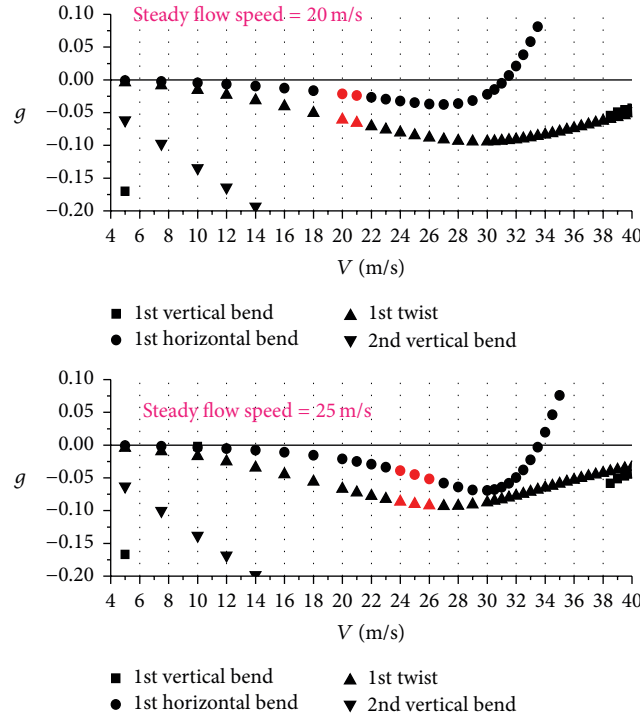 Steady flow speed = 20 m/s
0.10
0.05
0.00
−0.05
−0.10
−0.15
−0.20
g
4 6 8 10 12 14 16 18 20 22 24 26 28 30 32 34 36 38 40
V (m/s)
1st vertical bend 1st twist
1st horizontal bend 2nd vertical bend
Steady flow speed = 25 m/s
0.10
0.05
0.00
−0.05
−0.10
−0.15
−0.20
g
4 6 8 10 12 14 16 18 20 22 24 26 28 30 32 34 36 38 40
V (m/s)
1st vertical bend 1st twist
1st horizontal bend 2nd vertical bend